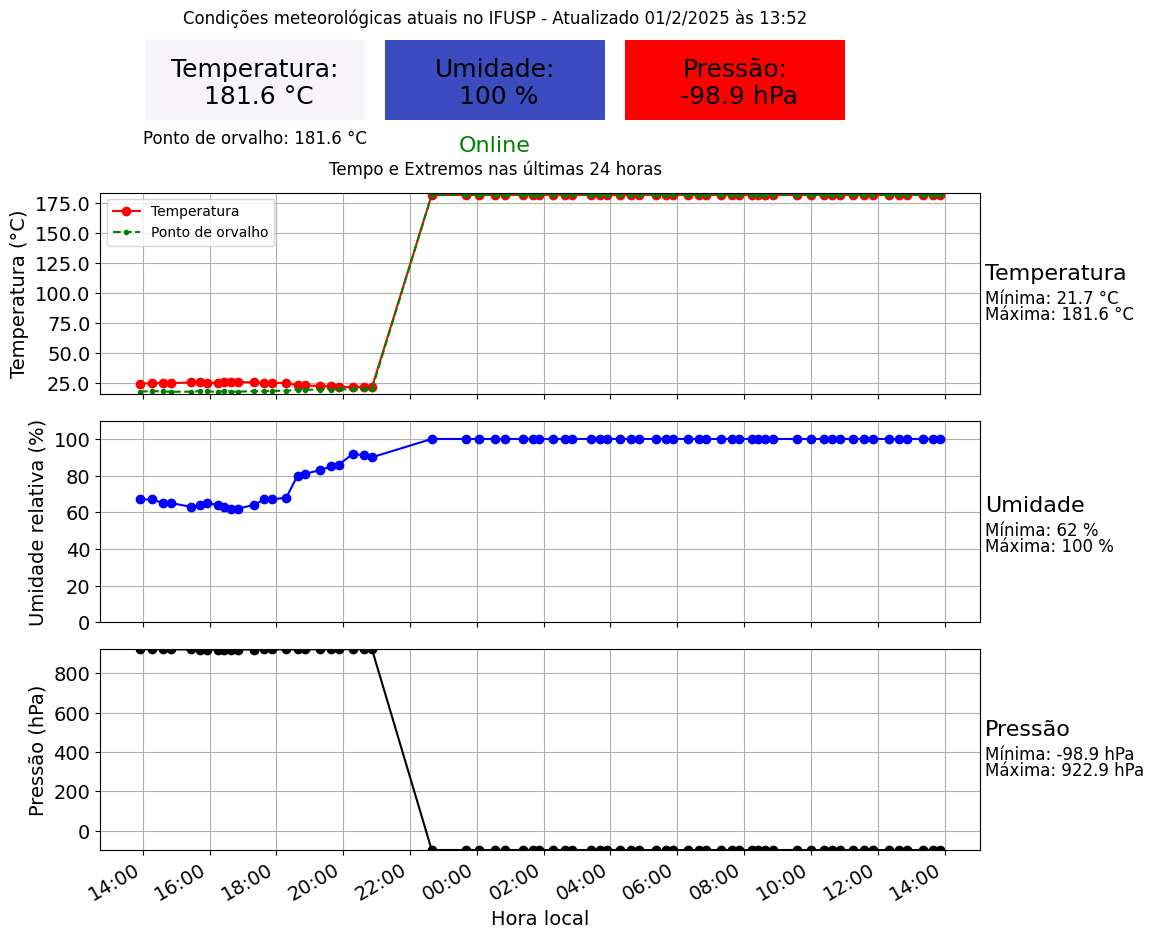 Condições meteorológicas atuais no IFUSP - Atualizado 01/2/2025 às 13:52
Temperatura:
181.6 °C
Umidade:
100 %
Pressão:
-98.9 hPa
Ponto de orvalho: 181.6 °C
Online
Tempo e Extremos nas últimas 24 horas
Temperatura (°C)
175.0
150.0
125.0
100.0
75.0
50.0
25.0
Temperatura
Ponto de orvalho
Temperatura
Mínima: 21.7 °C
Máxima: 181.6 °C
Umidade relativa (%)
100
80
60
40
20
0
Umidade
Mínima: 62 %
Máxima: 100 %
Pressão (hPa)
800
600
400
200
0
Pressão
Mínima: -98.9 hPa
Máxima: 922.9 hPa
14:00 16:00 18:00 20:00 22:00 00:00 02:00 04:00 06:00 08:00 10:00 12:00 14:00
Hora local